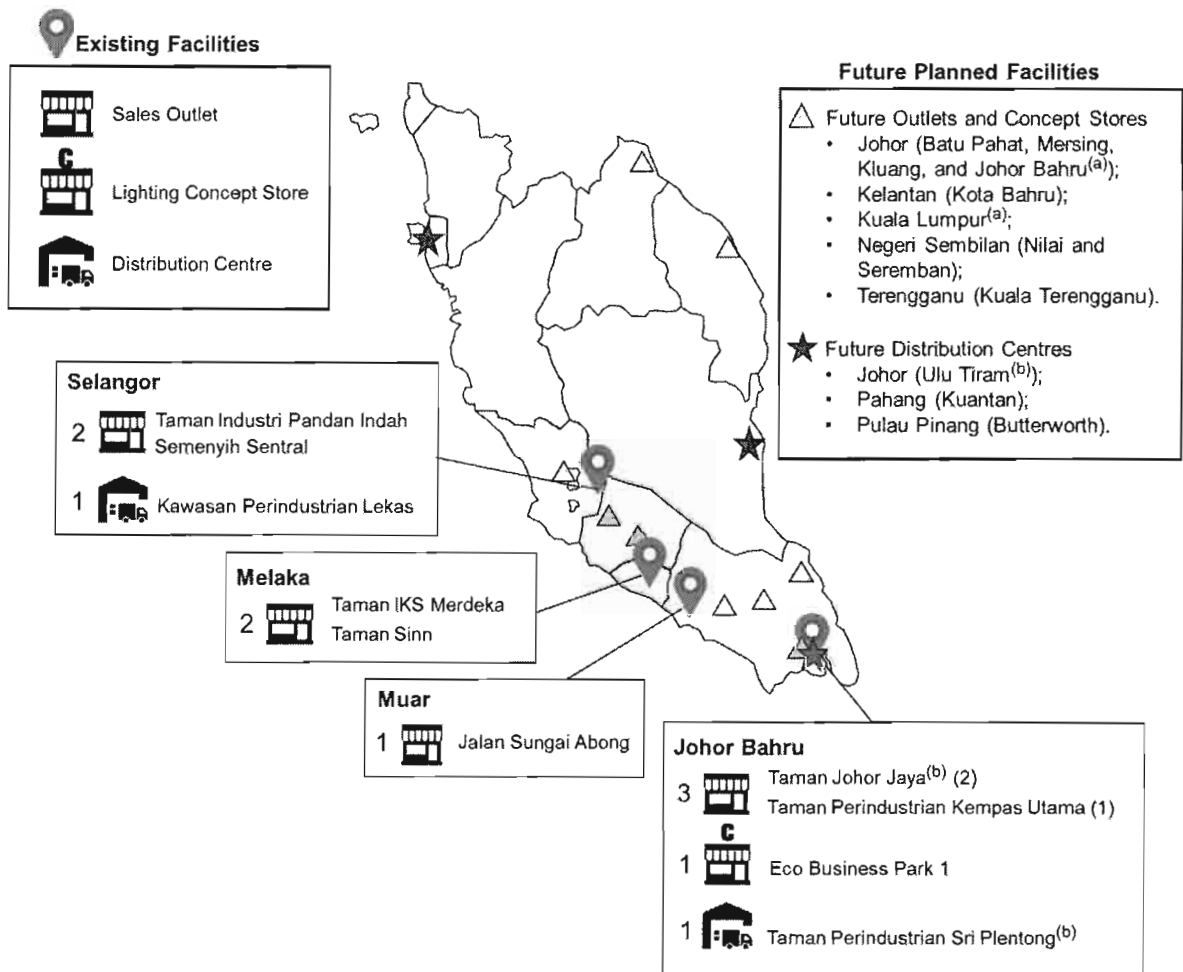 Existing Facilities
Sales Outlet
C
Lighting Concept Store
Distribution Centre
Future Planned Facilities
Future Outlets and Concept Stores
• Johor (Batu Pahat, Mersing,
Kluang, and Johor Bahru(a));
• Kelantan (Kota Bahru);
• Kuala Lumpur(a);
• Negeri Sembilan (Nilai and
Seremban);
• Terengganu (Kuala Terengganu).
Future Distribution Centres
• Johor (Ulu Tiram(b));
• Pahang (Kuantan);
• Pulau Pinang (Butterworth).
Selangor
2 Taman Industri Pandan Indah
Semenyih Sentral
1 Kawasan Perindustrian Lekas
Melaka
2 Taman IKS Merdeka
Taman Sinn
Muar
1 Jalan Sungai Abong
Johor Bahru
3 Taman Johor Jaya(b) (2)
Taman Perindustrian Kempas Utama (1)
C
1 Eco Business Park 1
1 Taman Perindustrian Sri Plentong(b)